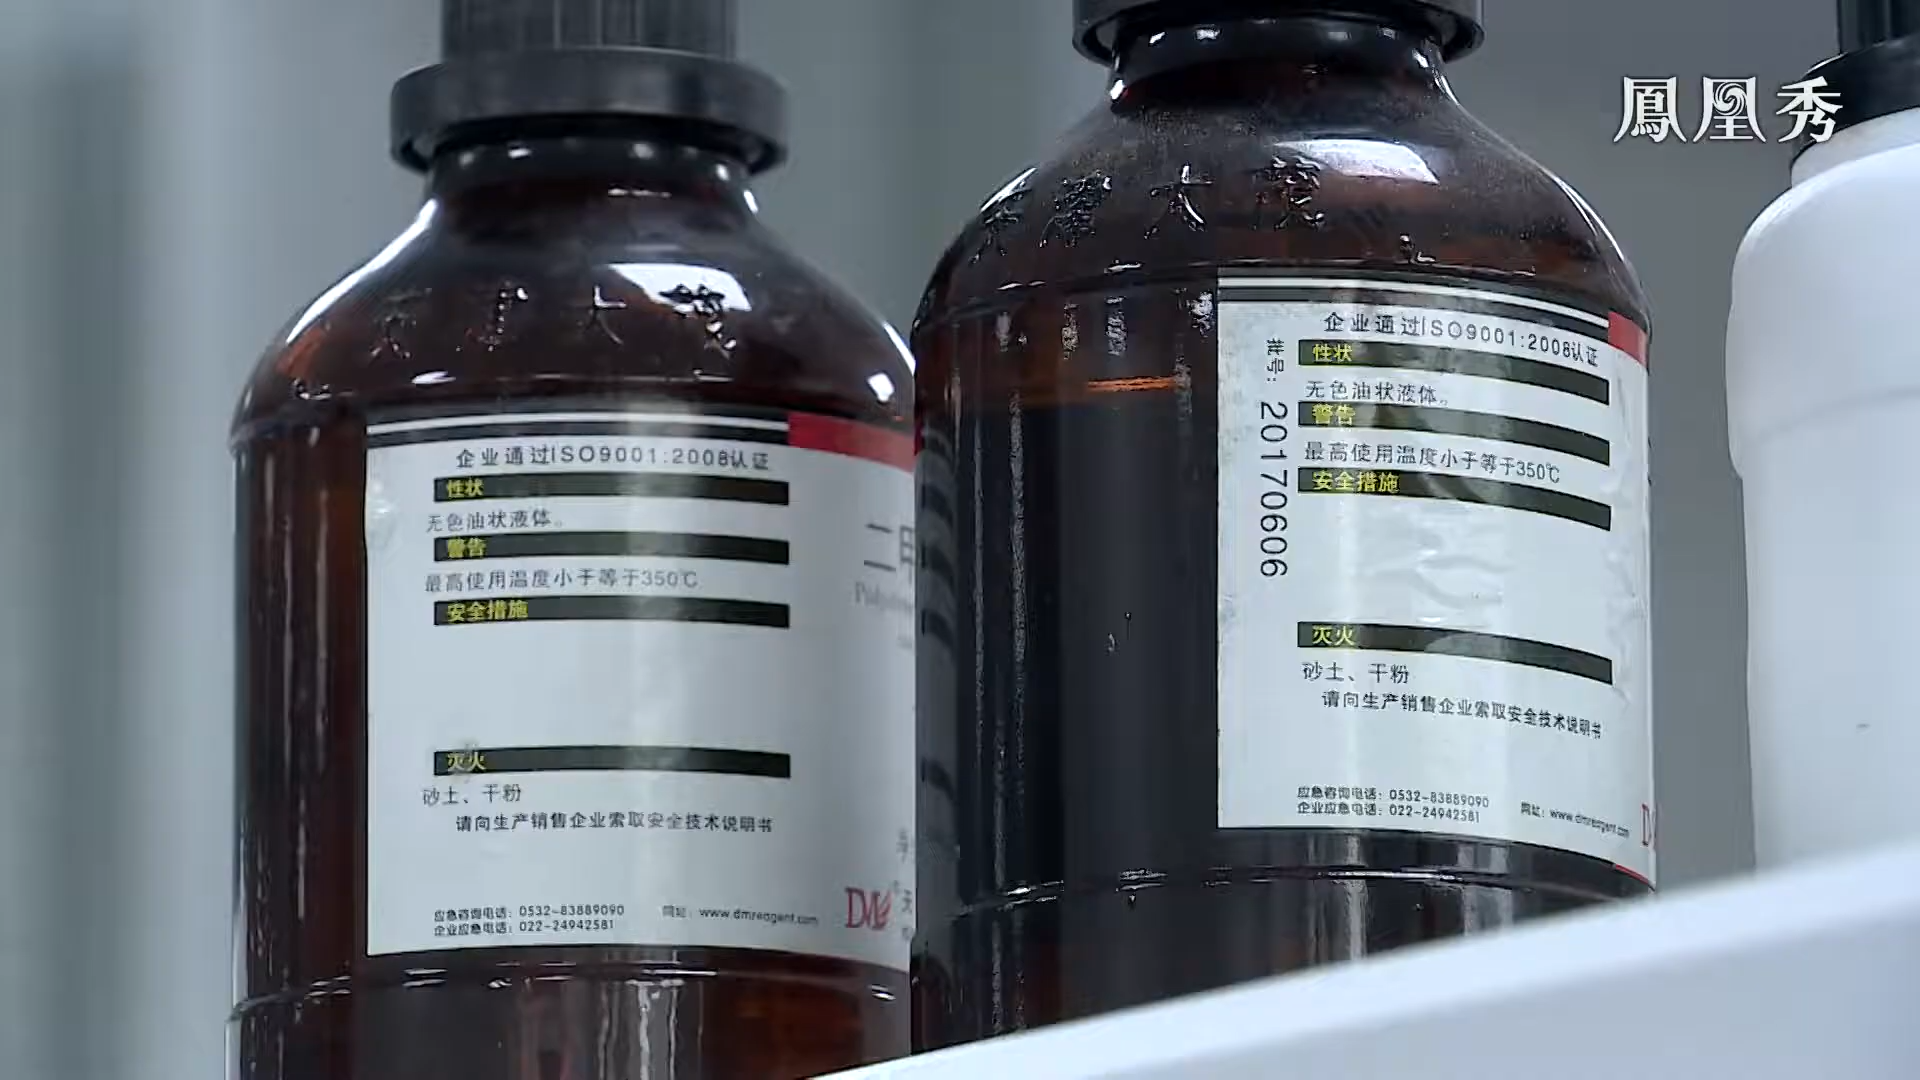 鳳凰秀
天津大茂
企业通过ISO9001:2008认证
性状
无色油状液体。
警告
最高使用温度小于等于350℃
安全措施
灭火
砂土、干粉
请向生产销售企业索取安全技术说明书
应急咨询电话：0532-83889090
企业应急电话：022-24942581
网址：www.dmreagent.com
二甲
DM
天
天津大茂
批号：20170606
企业通过ISO9001:2008认证
性状
无色油状液体。
警告
最高使用温度小于等于350℃
安全措施
灭火
砂土、干粉
请向生产销售企业索取安全技术说明书
应急咨询电话：0532-83889090
企业应急电话：022-24942581
网址：www.dmreagent.com
D